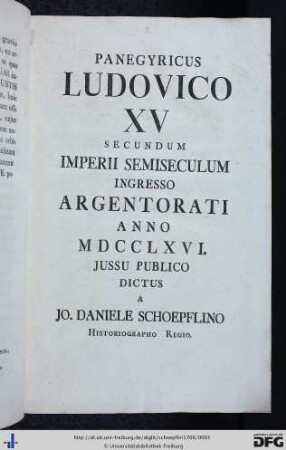 PANEGYRICUS
LUDOVICO
XV
SECUNDUM
IMPERII SEMISECULUM
INGRESSO
ARGENTORATI
ANNO
MDCCLXVI.
JUSSU PUBLICO
DICTUS
A
JO. DANIELE SCHOEPFLINO
HISTORIOGRAPHO REGIO.
http://dl.ub.uni-freiburg.de/diglit/schoepflin1769/0003
© Universitätsbibliothek Freiburg
DFG